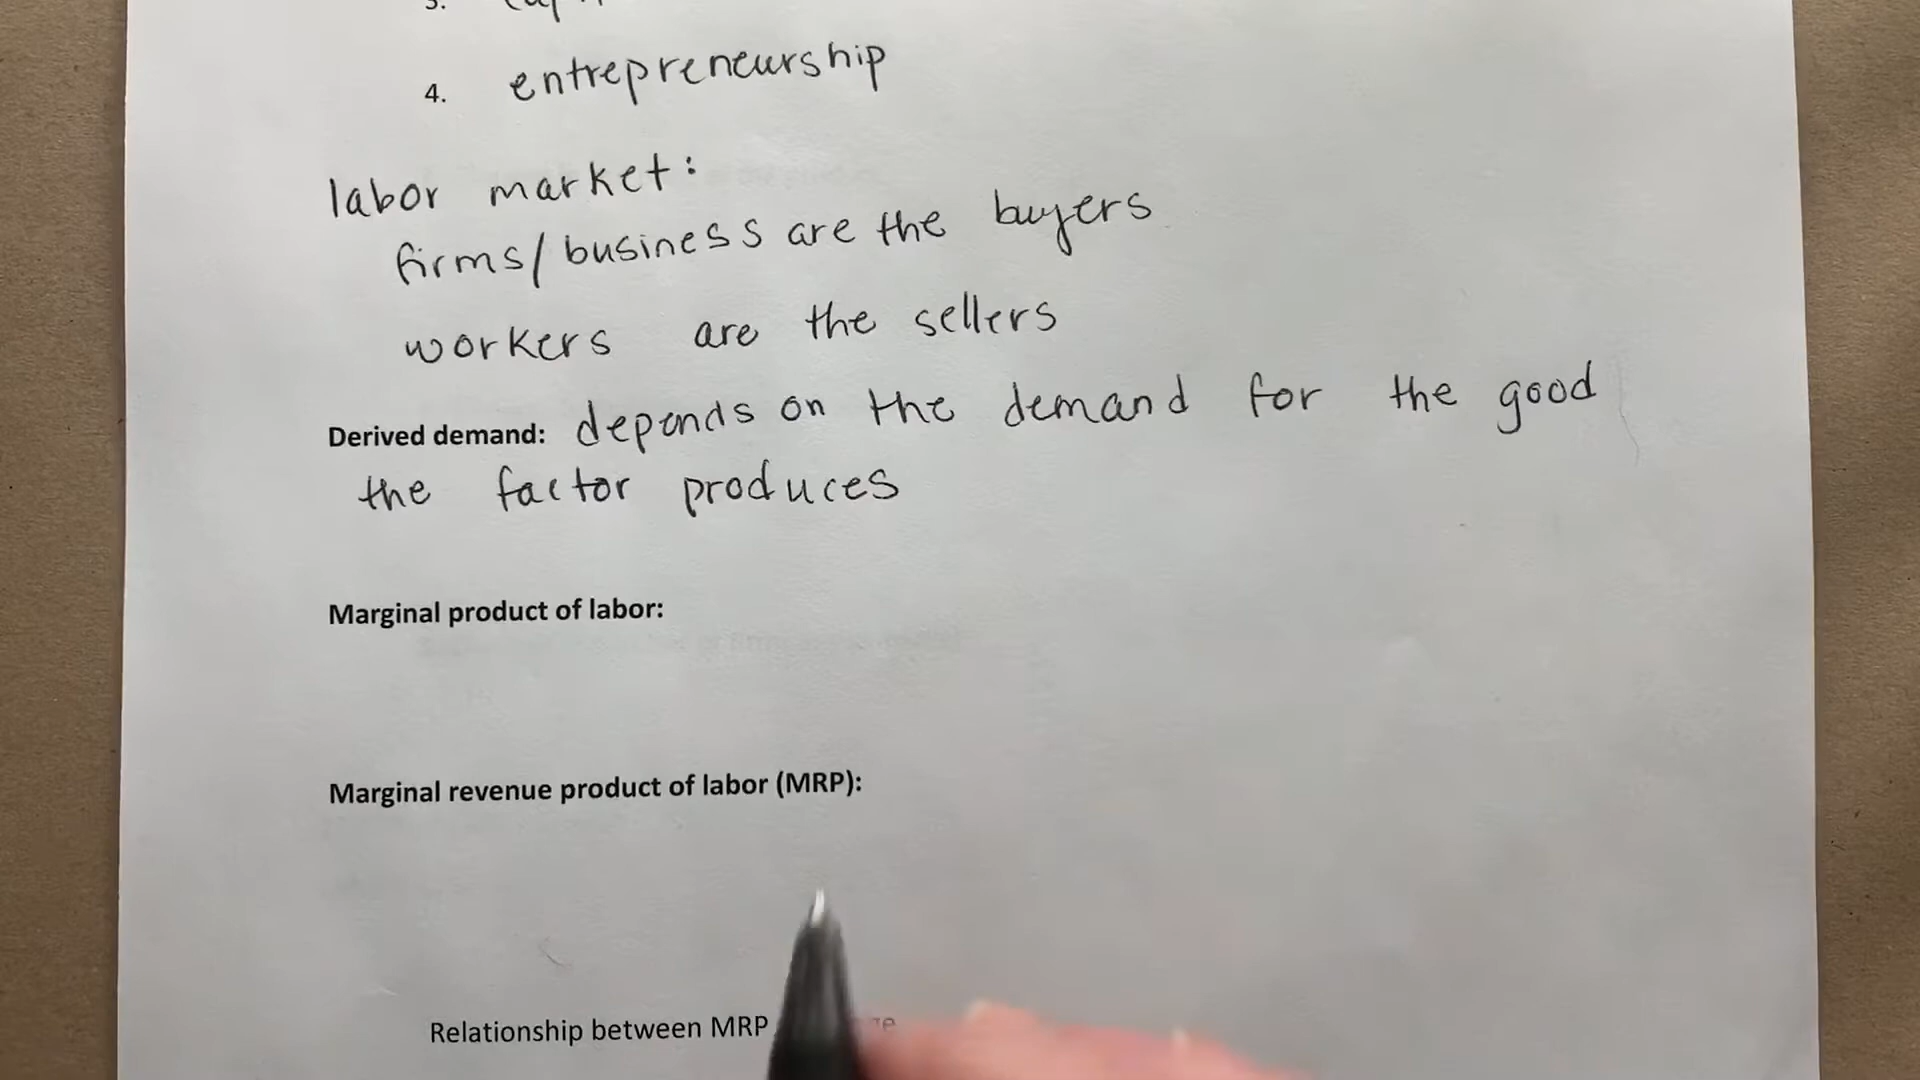 3.
4. entrepreneurship
labor market:
firms/business are the buyers
workers are the sellers
Derived demand: depends on the demand for the good
the factor produces
Marginal product of labor:
Marginal revenue product of labor (MRP):
Relationship between MRP